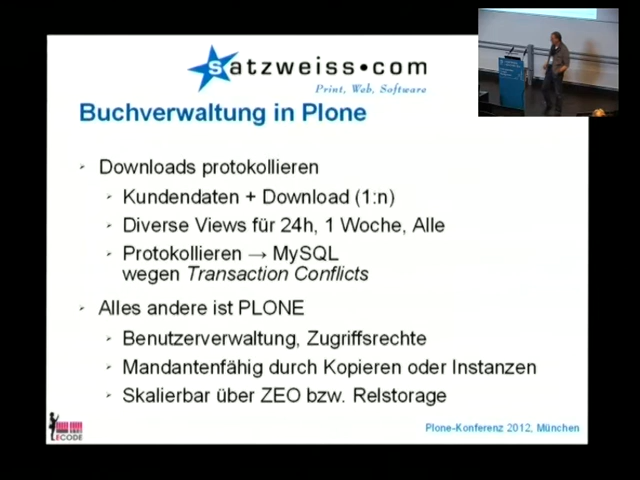 satzweiss.com
Print, Web, Software
Buchverwaltung in Plone
Downloads protokollieren
Kundendaten + Download (1:n)
Diverse Views für 24h, 1 Woche, Alle
Protokollieren → MySQL
wegen Transaction Conflicts
Alles andere ist PLONE
Benutzerverwaltung, Zugriffsrechte
Mandantenfähig durch Kopieren oder Instanzen
Skalierbar über ZEO bzw. Relstorage
ECODE
Plone-Konferenz 2012, München